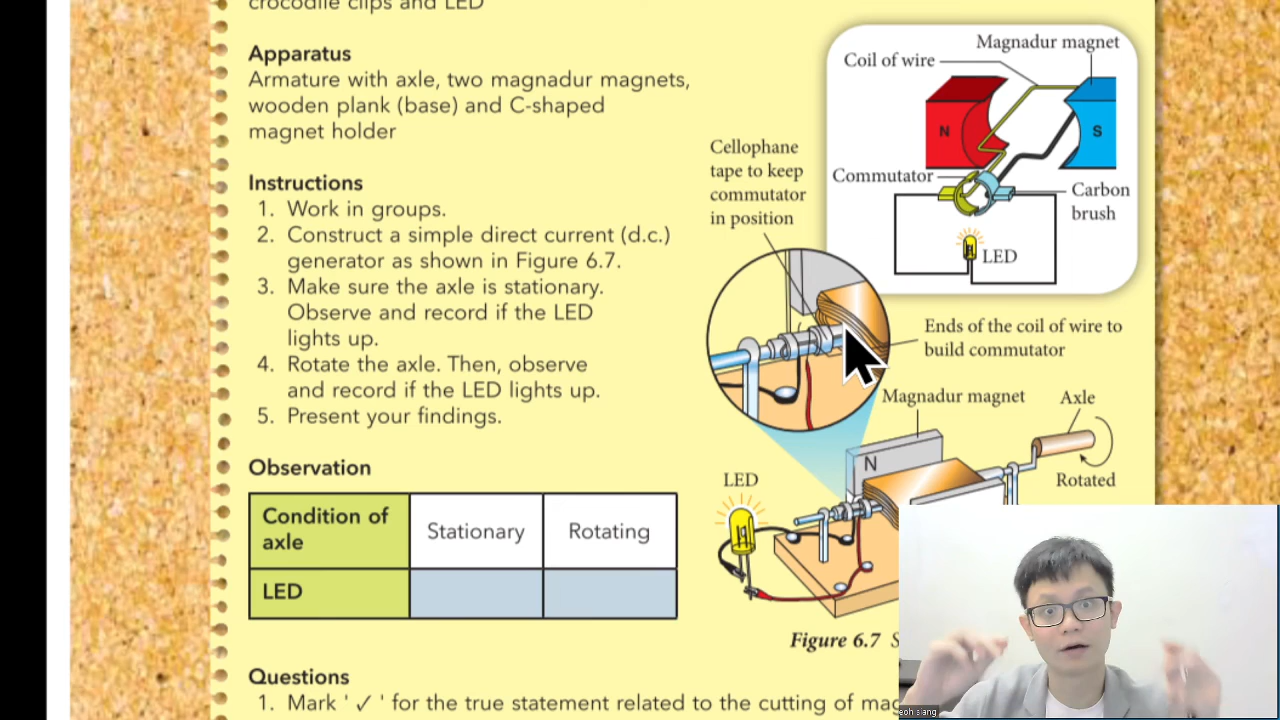 crocodile clips and LED
Apparatus
Armature with axle, two magnadur magnets,
wooden plank (base) and C-shaped
magnet holder
Instructions
1. Work in groups.
2. Construct a simple direct current (d.c.)
generator as shown in Figure 6.7.
3. Make sure the axle is stationary.
Observe and record if the LED
lights up.
4. Rotate the axle. Then, observe
and record if the LED lights up.
5. Present your findings.
Observation
Condition of
axle
Stationary
Rotating
LED
Questions
1. Mark ' ✓ ' for the true statement related to the cutting of
Magnadur magnet
Coil of wire
N
S
Commutator
Carbon
brush
LED
Cellophane
tape to keep
commutator
in position
Ends of the coil of wire to
build commutator
Magnadur magnet
Axle
N
Rotated
LED
Figure 6.7
eoh siang